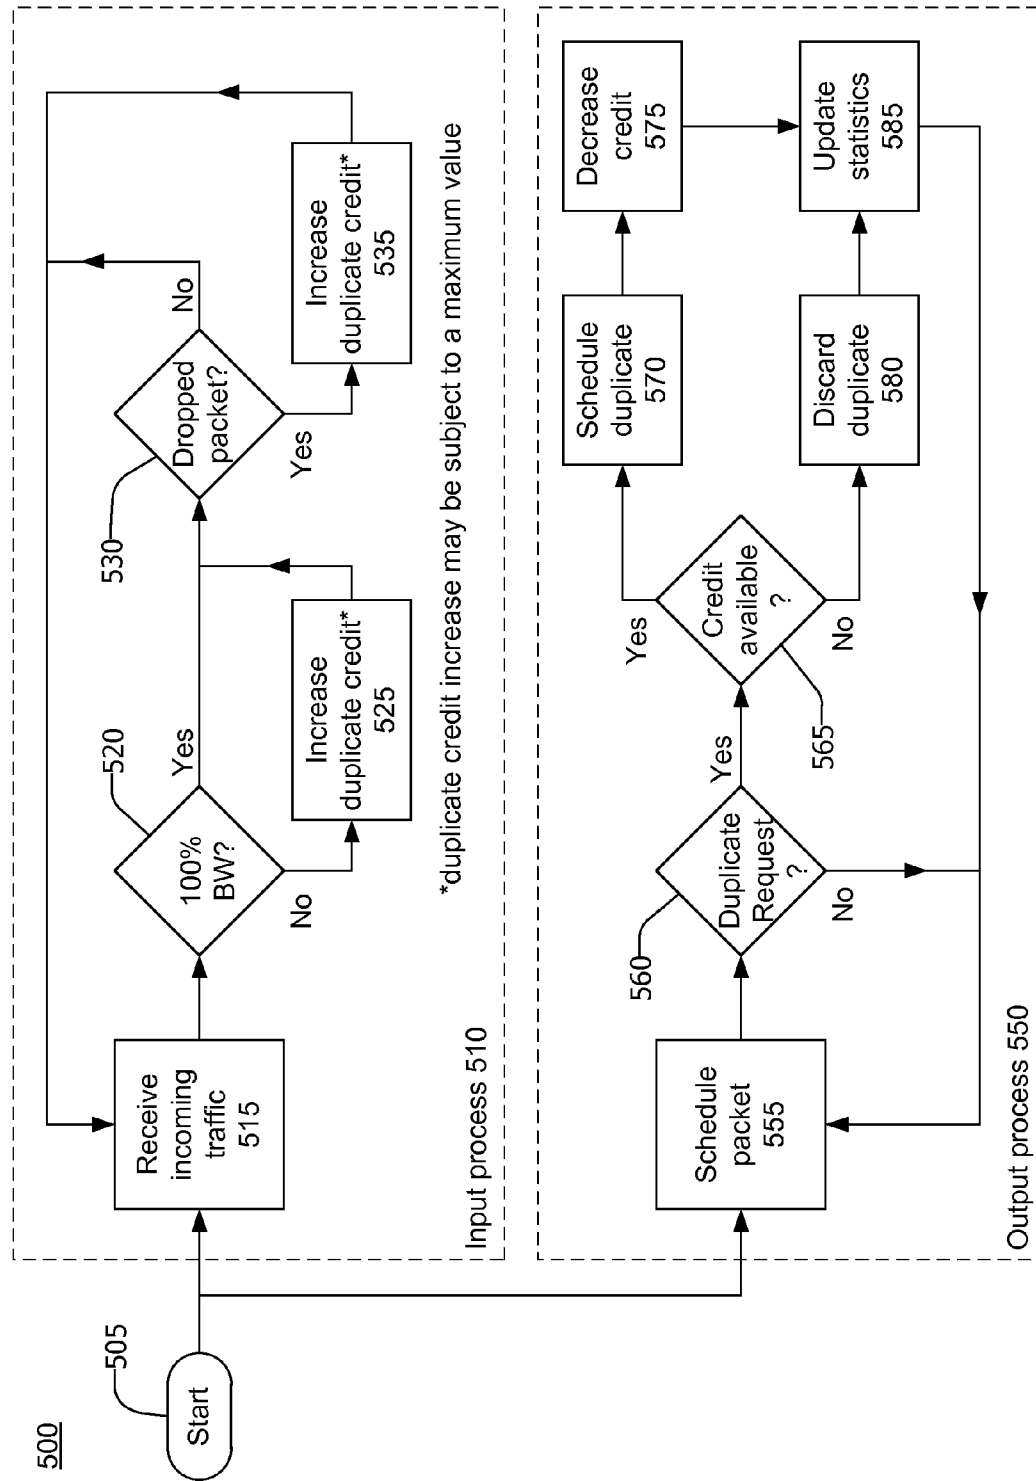 500
505
Start
Receive
incoming
traffic
515
520
100%
BW?
Yes
No
Increase
duplicate credit*
525
530
Dropped
packet?
No
Yes
Increase
duplicate credit*
535
Input process 510
*duplicate credit increase may be subject to a maximum value
Schedule
packet
555
560
Duplicate
Request
?
Yes
No
565
Credit
available
?
Yes
No
Schedule
duplicate
570
Decrease
credit
575
Discard
duplicate
580
Update
statistics
585
Output process 550